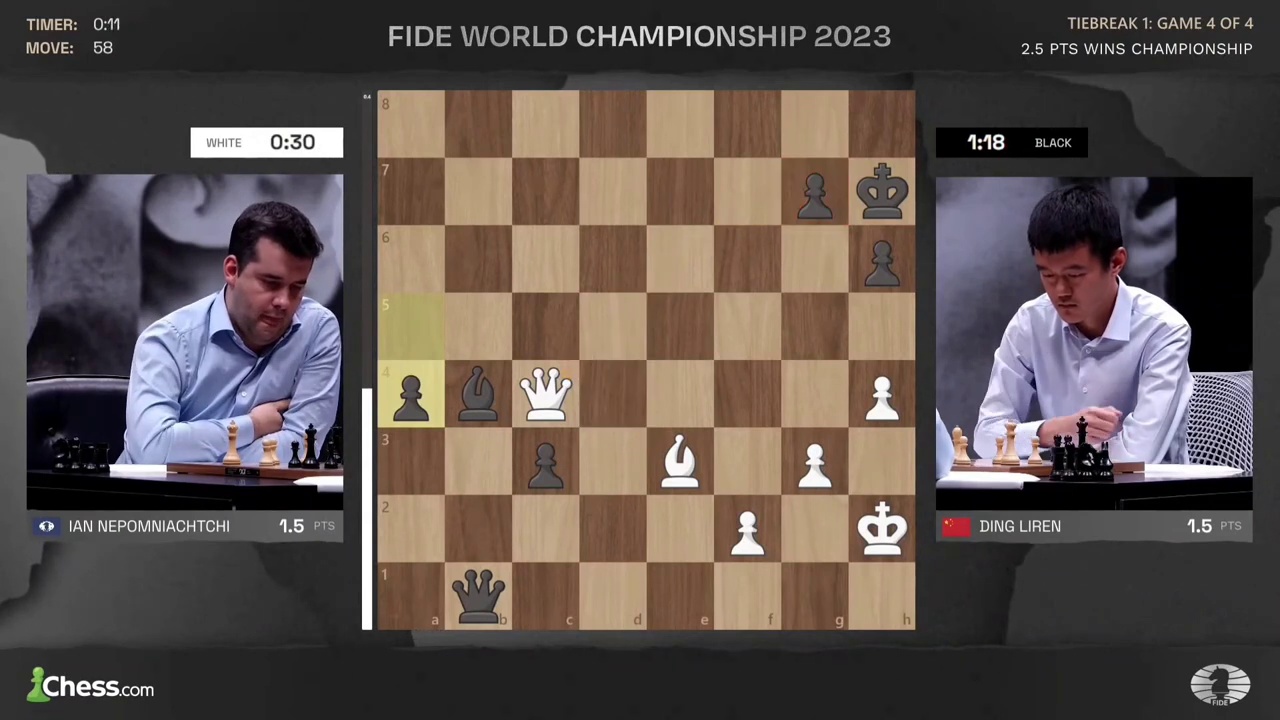 TIMER: 0:11
MOVE: 58
FIDE WORLD CHAMPIONSHIP 2023
TIEBREAK 1: GAME 4 OF 4
2.5 PTS WINS CHAMPIONSHIP
WHITE 0:30
1:18 BLACK
8
7
6
5
4
3
2
1
a b c d e f g h
IAN NEPOMNIACHTCHI 1.5 PTS
DING LIREN 1.5 PTS
Chess.com
FIDE